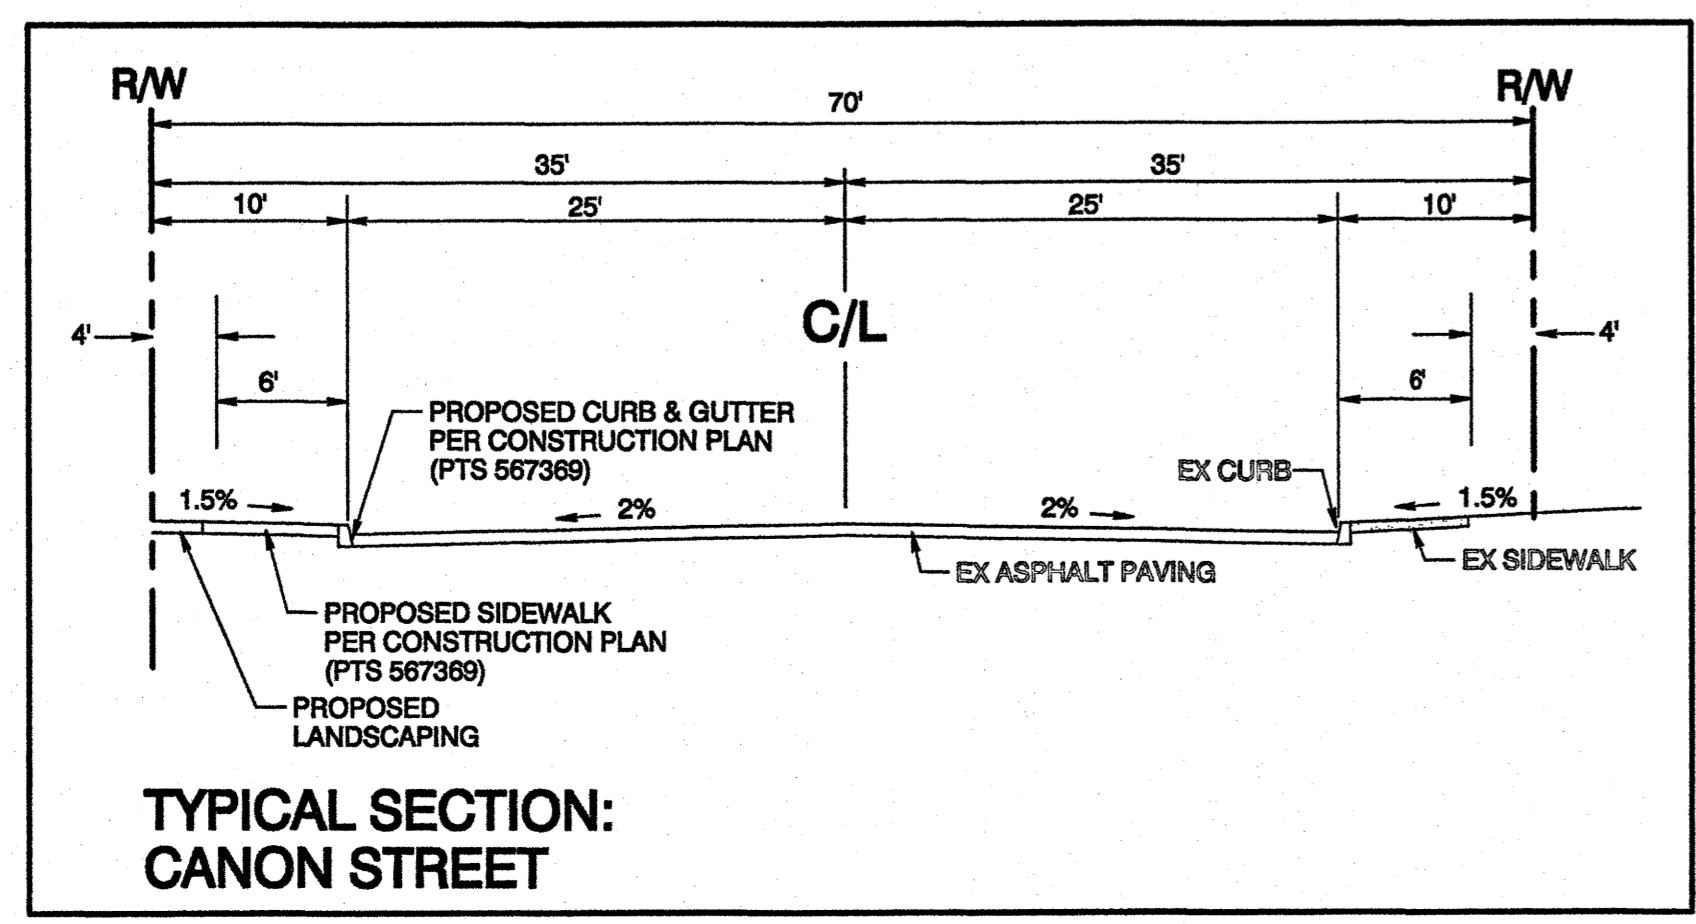 R/W
R/W
70'
35'
35'
10'
25'
25'
10'
C/L
4'
4'
6'
6'
PROPOSED CURB & GUTTER
PER CONSTRUCTION PLAN
(PTS 567369)
EX CURB
1.5%
2%
2%
1.5%
EX ASPHALT PAVING
EX SIDEWALK
PROPOSED SIDEWALK
PER CONSTRUCTION PLAN
(PTS 567369)
PROPOSED
LANDSCAPING
TYPICAL SECTION:
CANON STREET